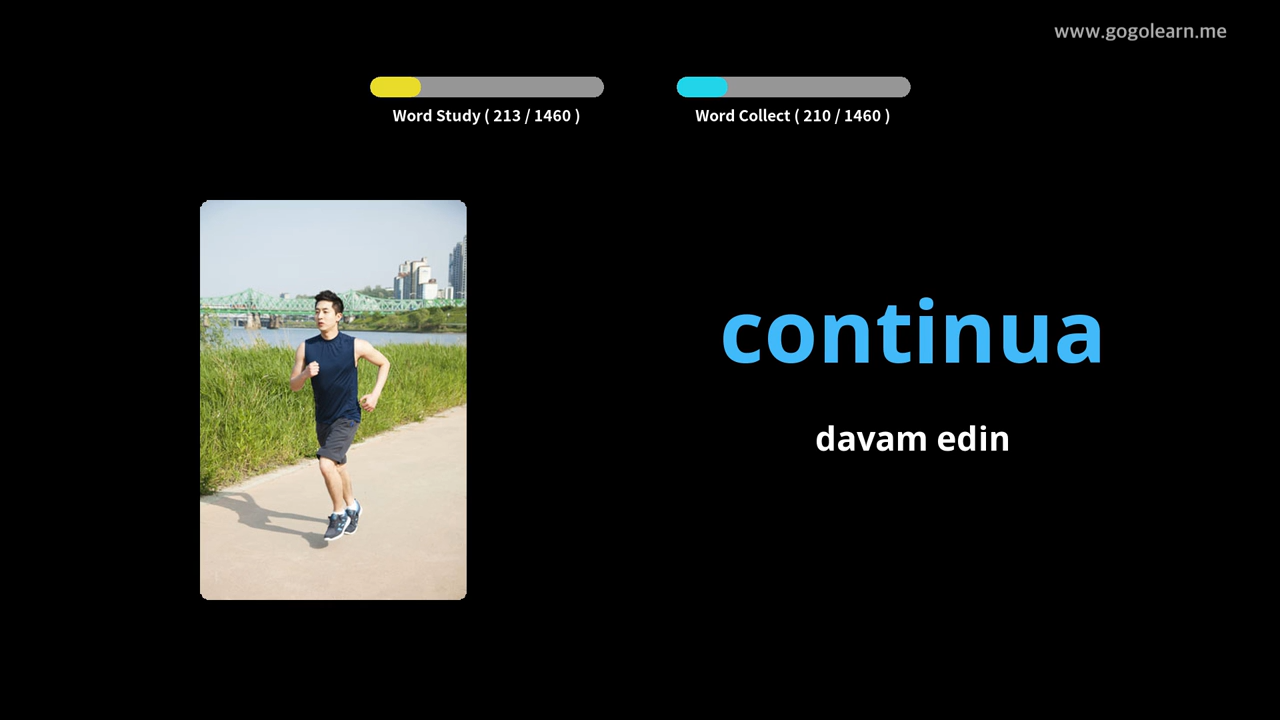 www.gogolearn.me
Word Study ( 213 / 1460 )
Word Collect ( 210 / 1460 )
continua
davam edin